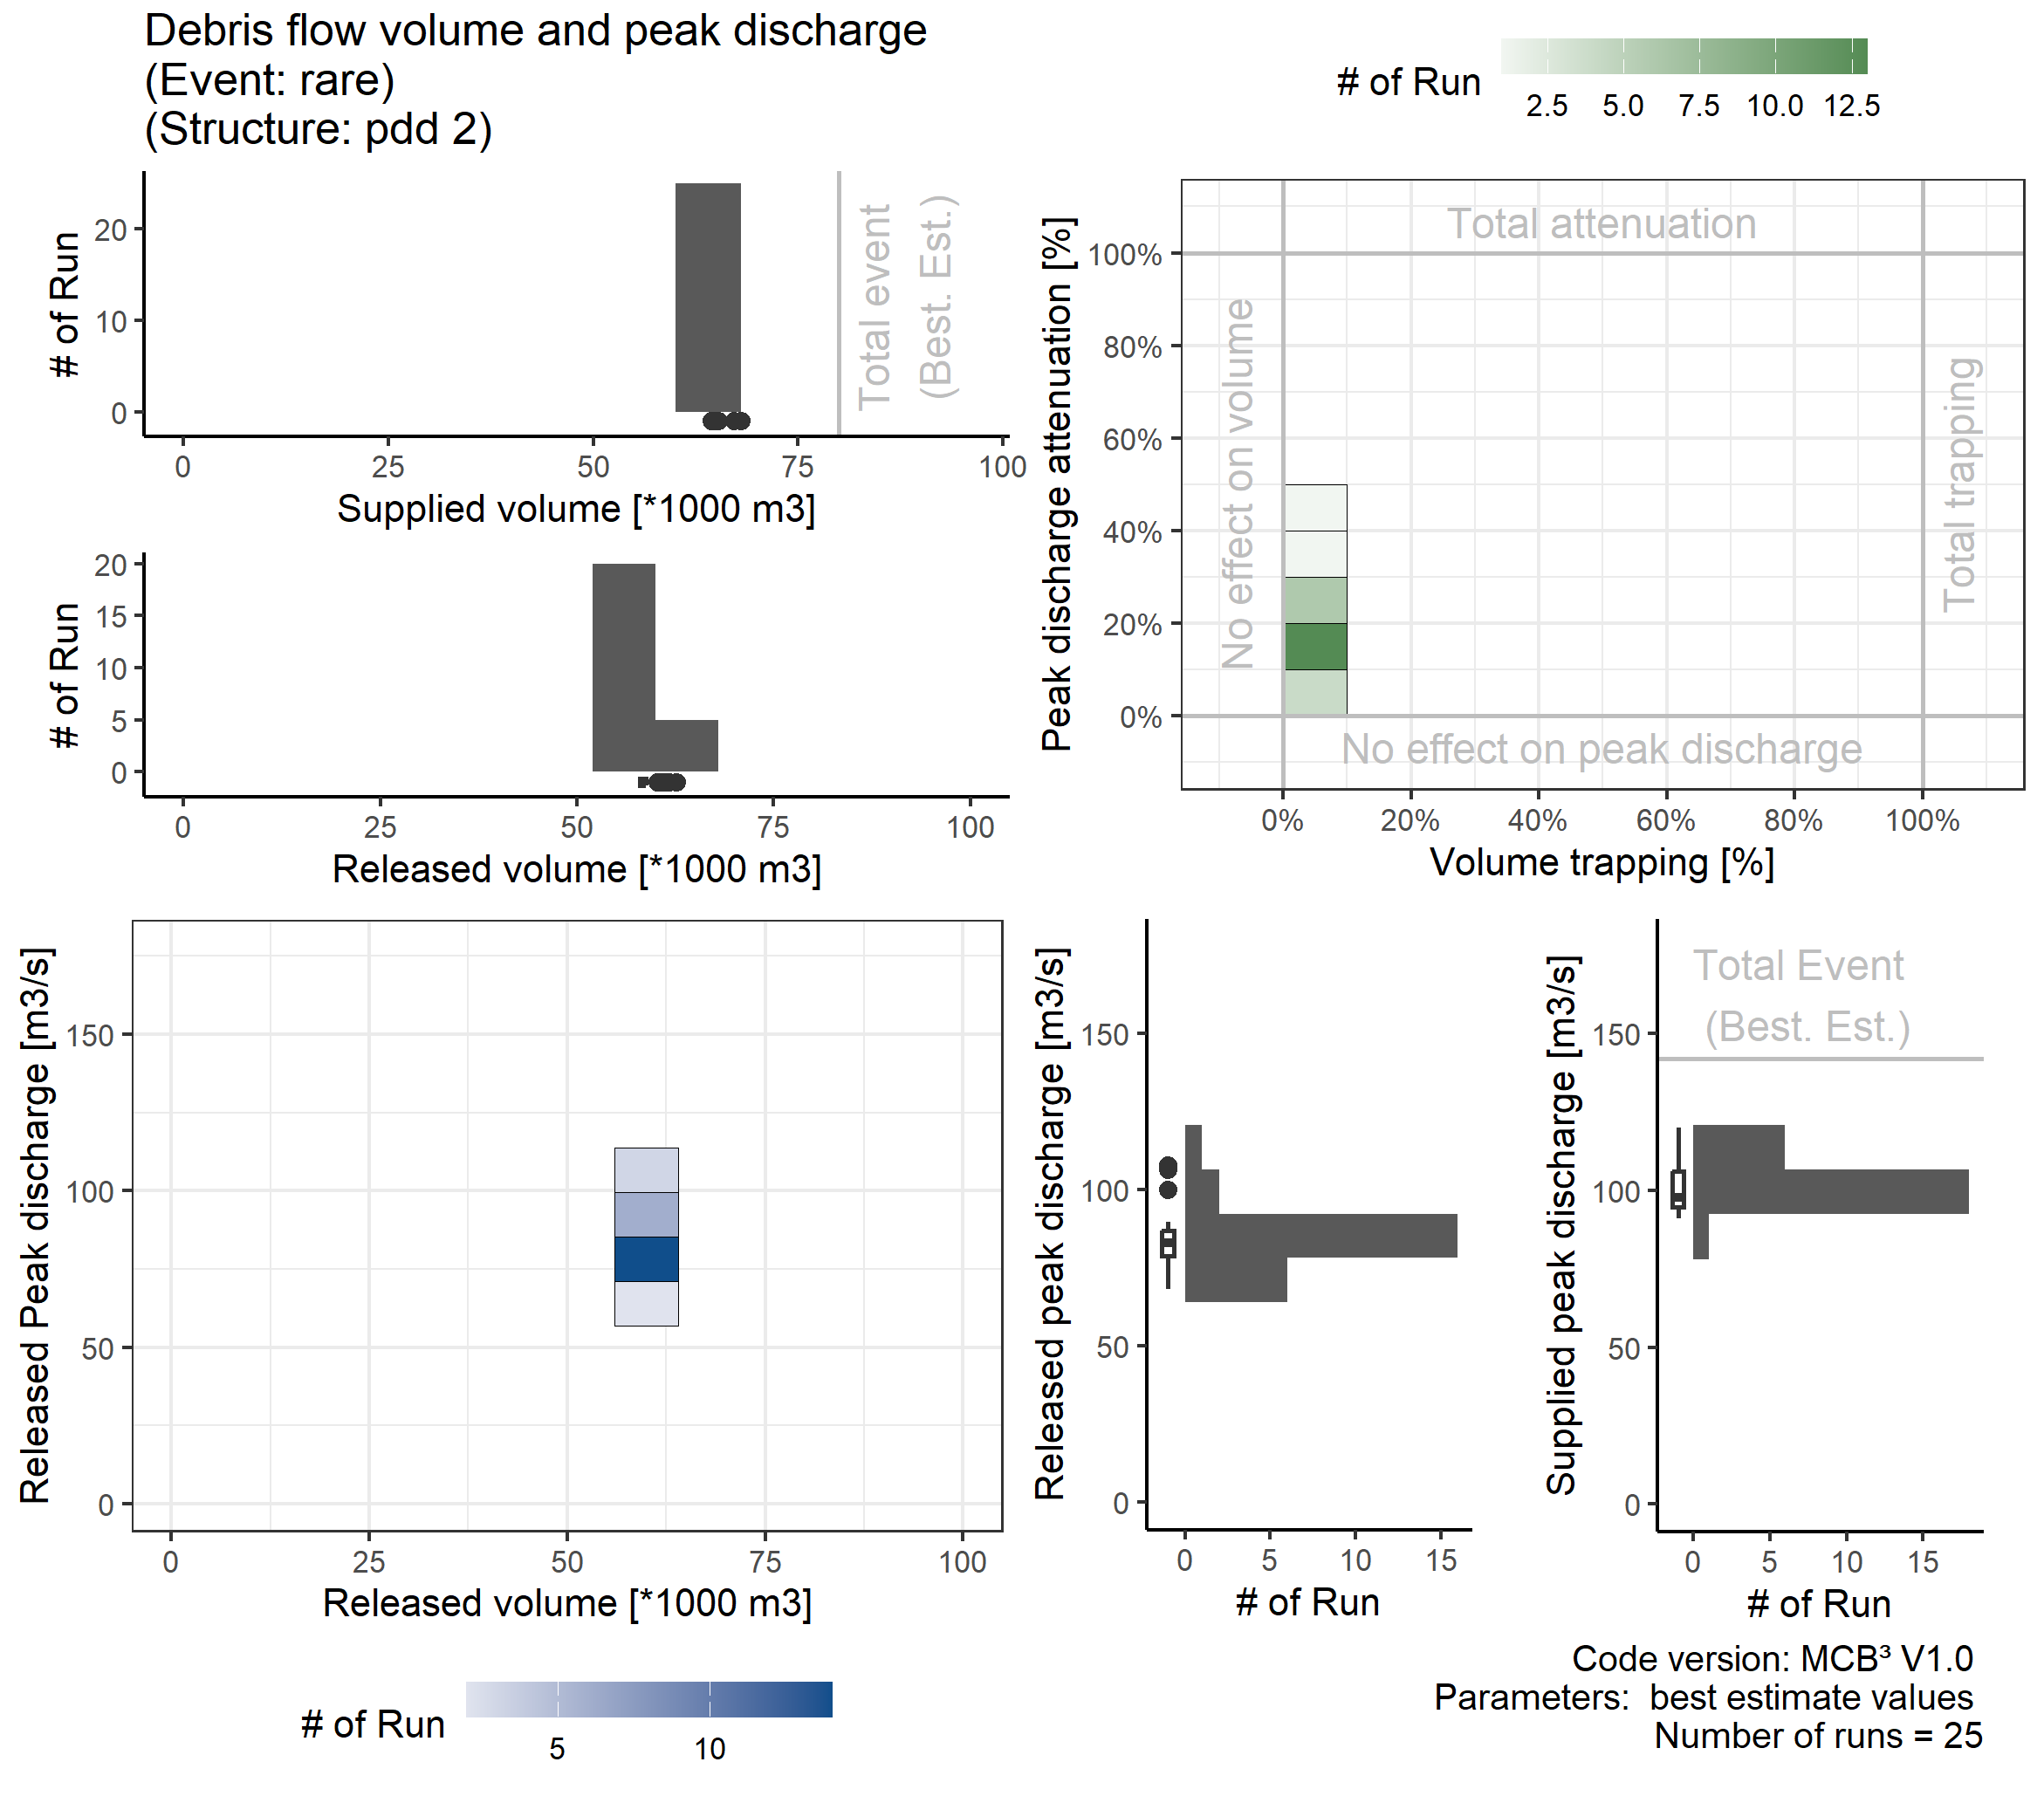 Debris flow volume and peak discharge
(Event: rare)
(Structure: pdd 2)
# of Run
2.5 5.0 7.5 10.0 12.5
# of Run
20
10
0
Total event
(Best. Est.)
0 25 50 75 100
Supplied volume [*1000 m3]
# of Run
20
15
10
5
0
0 25 50 75 100
Released volume [*1000 m3]
Peak discharge attenuation [%]
100%
80%
60%
40%
20%
0%
Total attenuation
No effect on volume
Total trapping
No effect on peak discharge
0% 20% 40% 60% 80% 100%
Volume trapping [%]
Released Peak discharge [m3/s]
150
100
50
0
0 25 50 75 100
Released volume [*1000 m3]
# of Run
5 10
Released peak discharge [m3/s]
150
100
50
0
0 5 10 15
# of Run
Supplied peak discharge [m3/s]
150
100
50
0
Total Event
(Best. Est.)
0 5 10 15
# of Run
Code version: MCB³ V1.0
Parameters:  best estimate values
Number of runs = 25